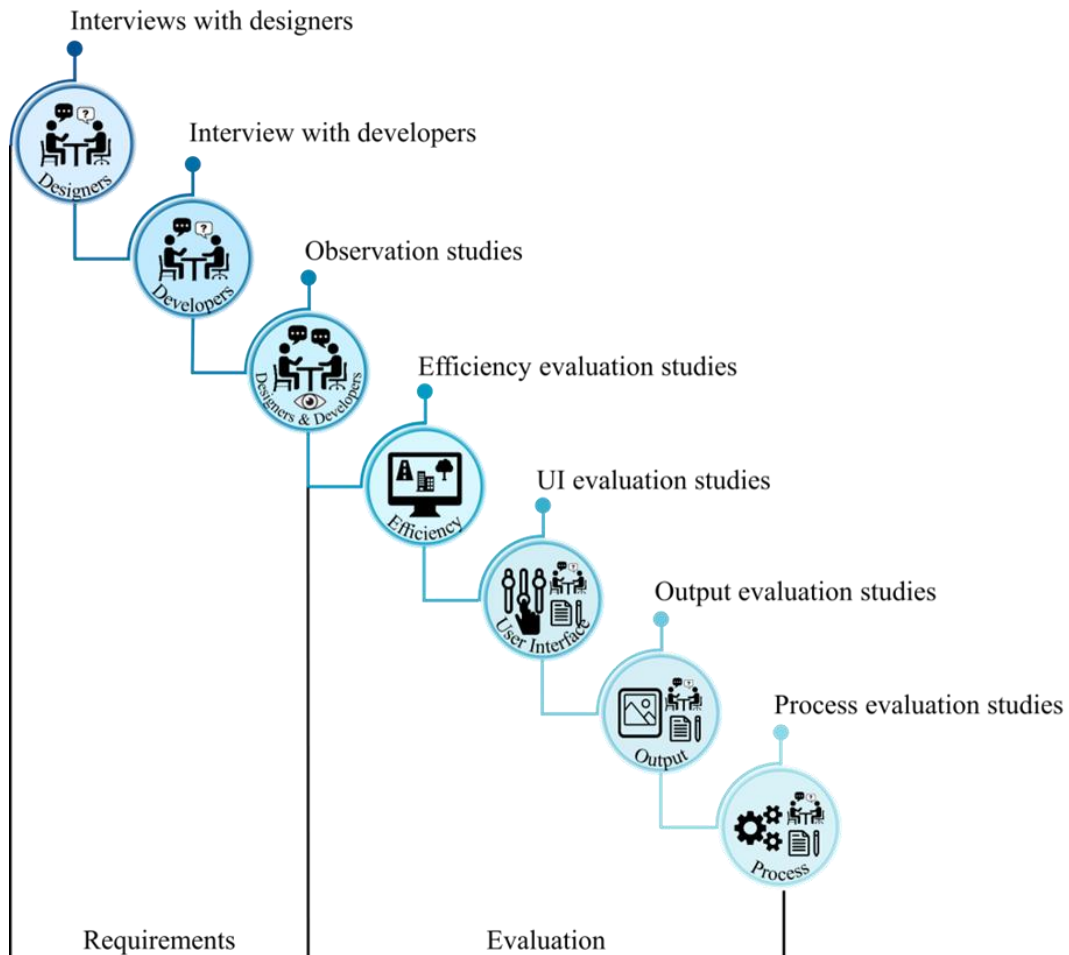 Interviews with designers
Designers
Interview with developers
Developers
Observation studies
Designers & Developers
Efficiency evaluation studies
Efficiency
UI evaluation studies
User Interface
Output evaluation studies
Output
Process evaluation studies
Process
Requirements
Evaluation